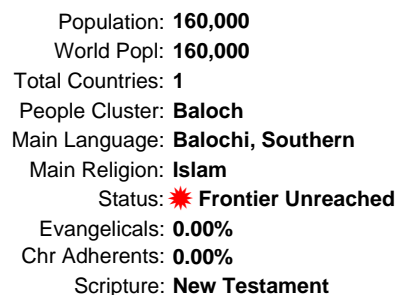 Population: 160,000
World Popl: 160,000
Total Countries: 1
People Cluster: Baloch
Main Language: Balochi, Southern
Main Religion: Islam
Status: Frontier Unreached
Evangelicals: 0.00%
Chr Adherents: 0.00%
Scripture: New Testament